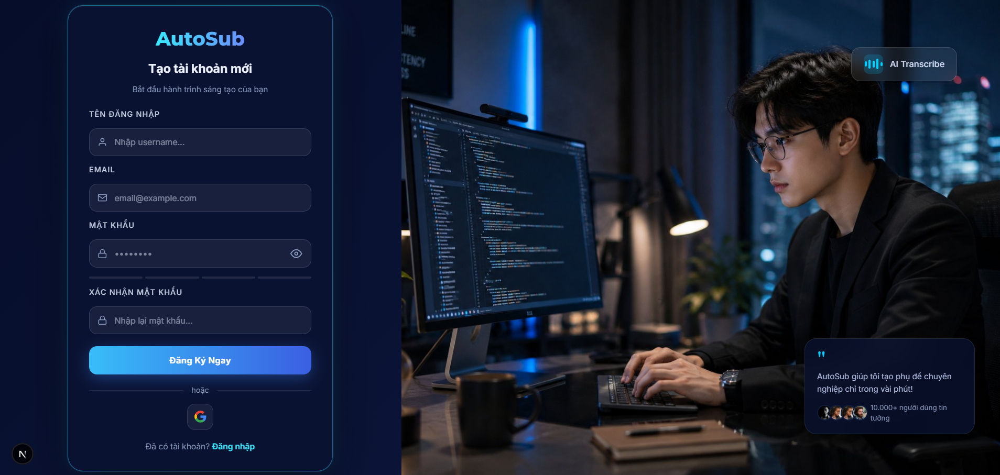 AutoSub
Tạo tài khoản mới
Bắt đầu hành trình sáng tạo của bạn
TÊN ĐĂNG NHẬP
Nhập username...
EMAIL
email@example.com
MẬT KHẨU
••••••••
XÁC NHẬN MẬT KHẨU
Nhập lại mật khẩu...
Đăng Ký Ngay
hoặc
G
Đã có tài khoản? Đăng nhập
N
LINE
AI Transcribe
"
AutoSub giúp tôi tạo phụ đề chuyên
nghiệp chỉ trong vài phút!
10.000+ người dùng tin
tưởng